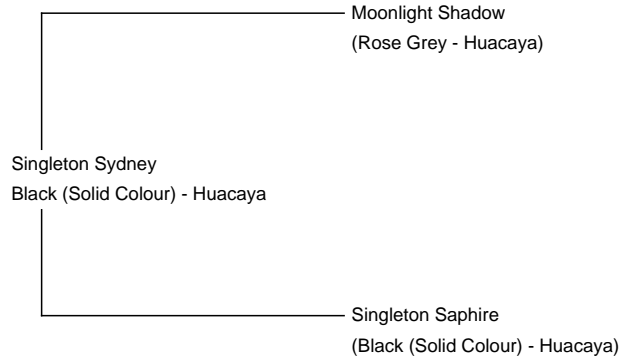 Moonlight Shadow
(Rose Grey - Huacaya)
Singleton Sydney
Black (Solid Colour) - Huacaya
Singleton Saphire
(Black (Solid Colour) - Huacaya)